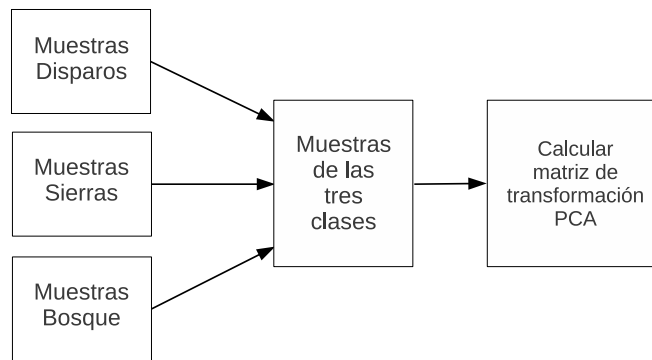 Muestras
Disparos
Muestras
Sierras
Muestras
Bosque
Muestras
de las
tres
clases
Calcular
matriz de
transformación
PCA